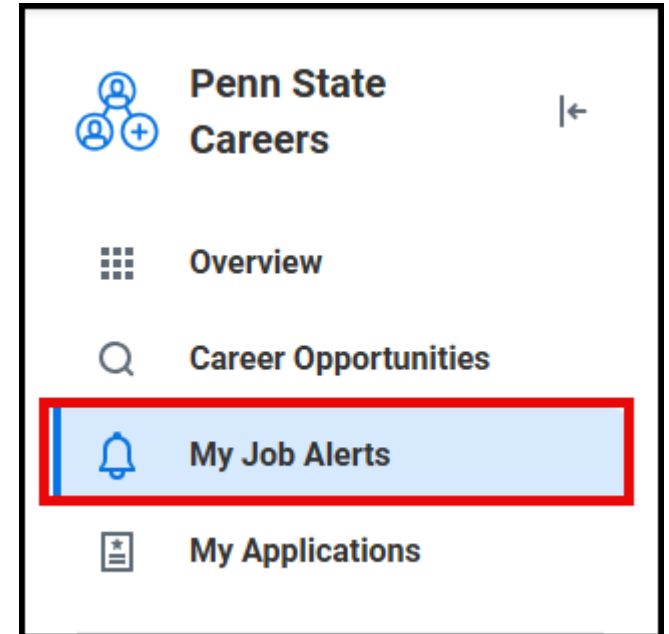 Penn State
Careers
Overview
Career Opportunities
My Job Alerts
My Applications